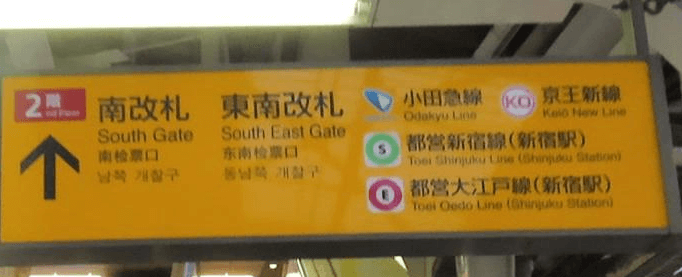 2階
2nd Floor
南改札
South Gate
南检票口
남쪽 개찰구
東南改札
South East Gate
东南检票口
동남쪽 개찰구
小田急線
Odakyu Line
KO 京王新線
Keiō New Line
S 都営新宿線(新宿駅)
Toei Shinjuku Line (Shinjuku Station)
E 都営大江戸線(新宿駅)
Toei Oedo Line (Shinjuku Station)